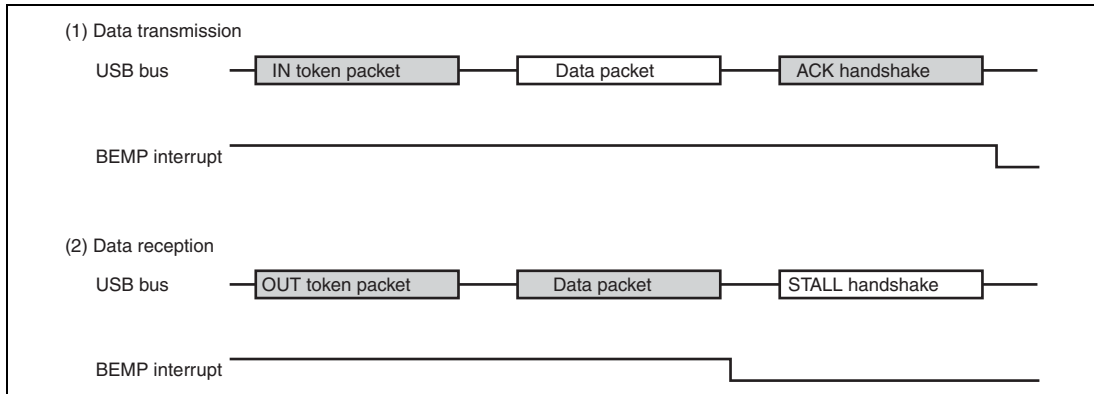 (1) Data transmission
USB bus IN token packet Data packet ACK handshake
BEMP interrupt
(2) Data reception
USB bus OUT token packet Data packet STALL handshake
BEMP interrupt